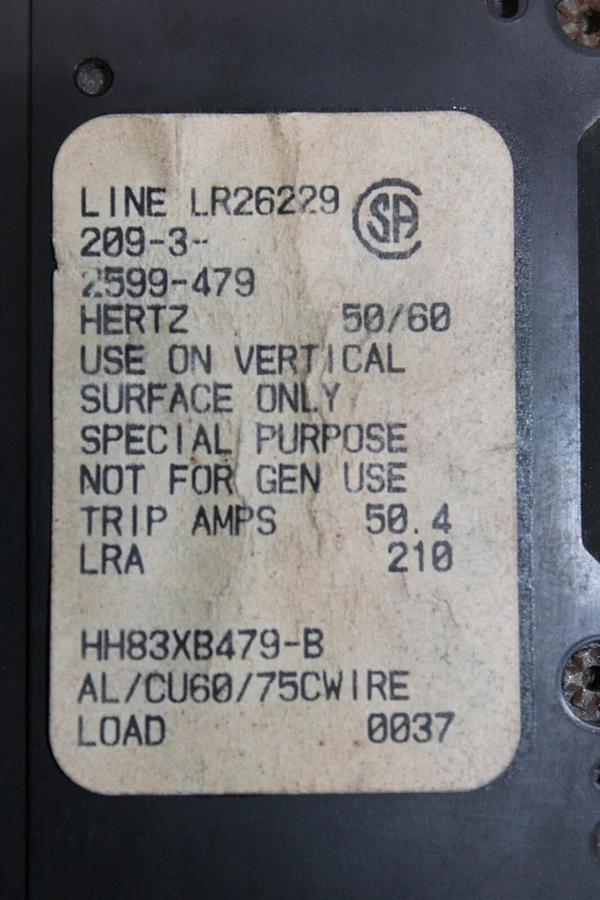 LINE LR26229
SA
209-3-
2599-479
HERTZ 50/60
USE ON VERTICAL
SURFACE ONLY
SPECIAL PURPOSE
NOT FOR GEN USE
TRIP AMPS 50.4
LRA 210
HH83XB479-B
AL/CU60/75CWIRE
LOAD 0037